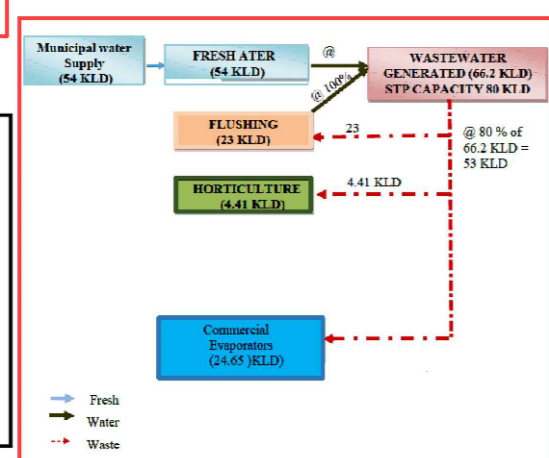 Municipal water
Supply
(54 KLD)
FRESH ATER
(54 KLD)
@
WASTEWATER
GENERATED (66.2 KLD)
STP CAPACITY 80 KLD
@ 100%
FLUSHING
(23 KLD)
23
@ 80 % of
66.2 KLD =
53 KLD
HORTICULTURE
(4.41 KLD)
4.41 KLD
Commercial
Evaporators
(24.65 )KLD)
Fresh
Water
Waste